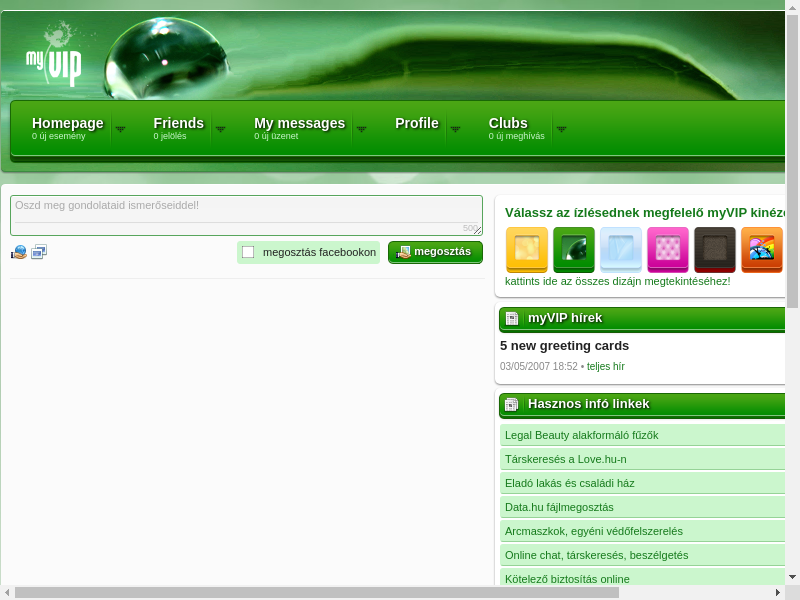 my VIP
Homepage
0 új esemény
Friends
0 jelölés
My messages
0 új üzenet
Profile
Clubs
0 új meghívás
Oszd meg gondolataid ismerőseiddel!
500
megosztás facebookon
megosztás
Válassz az ízlésednek megfelelő myVIP kinéze
kattints ide az összes dizájn megtekintéséhez!
myVIP hírek
5 new greeting cards
03/05/2007 18:52 • teljes hír
Hasznos infó linkek
Legal Beauty alakformáló fűzők
Társkeresés a Love.hu-n
Eladó lakás és családi ház
Data.hu fájlmegosztás
Arcmaszkok, egyéni védőfelszerelés
Online chat, társkeresés, beszélgetés
Kötelező biztosítás online